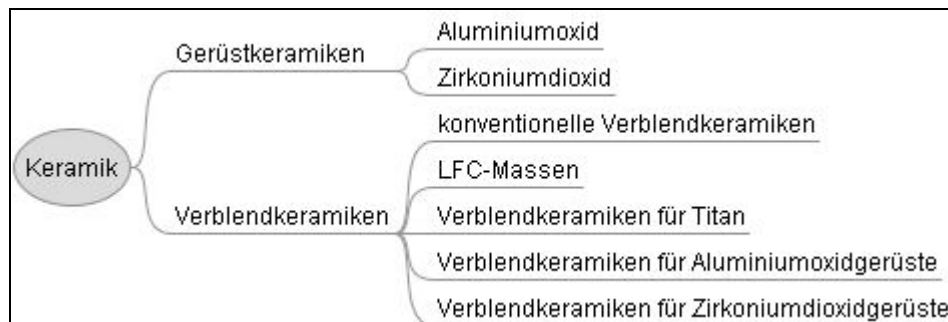 Keramik
Gerüstkeramiken
Aluminiumoxid
Zirkoniumdioxid
Verblendkeramiken
konventionelle Verblendkeramiken
LFC-Massen
Verblendkeramiken für Titan
Verblendkeramiken für Aluminiumoxidgerüste
Verblendkeramiken für Zirkoniumdioxidgerüste